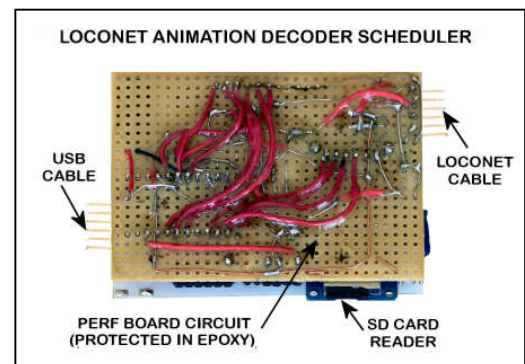 LOCONET ANIMATION DECODER SCHEDULER
USB
CABLE
LOCONET
CABLE
PERF BOARD CIRCUIT
(PROTECTED IN EPOXY)
SD CARD
READER